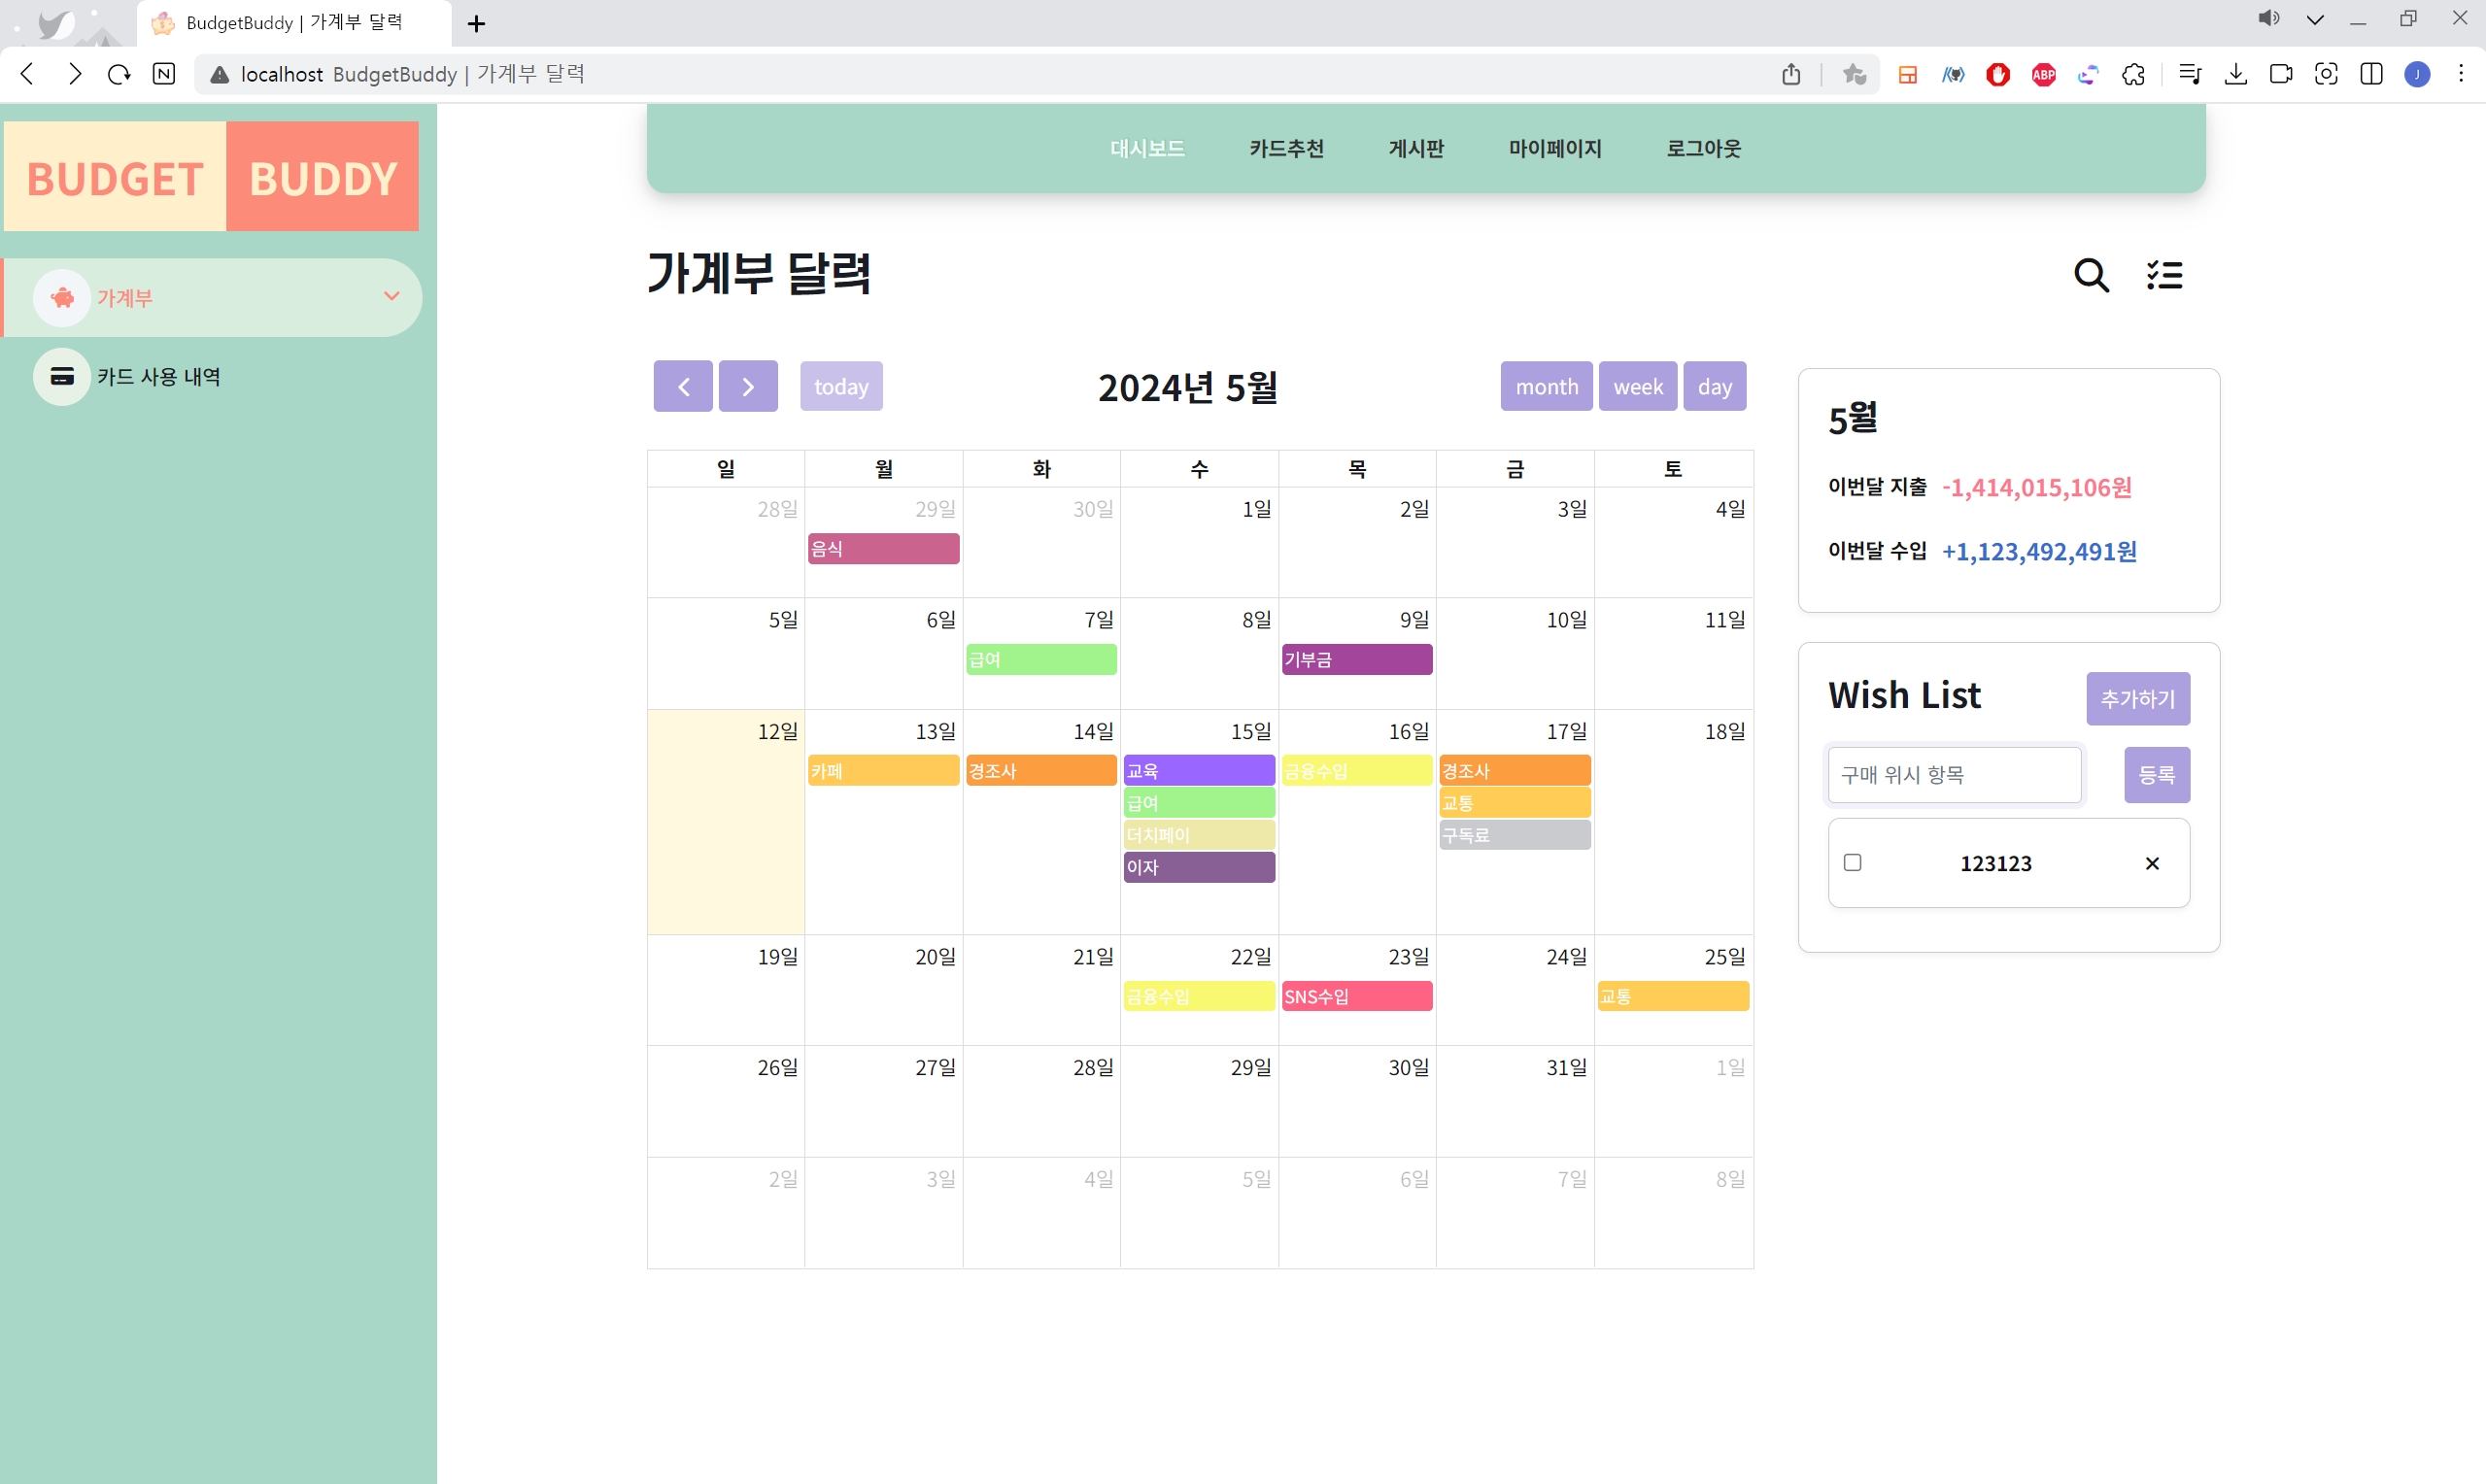 BudgetBuddy | 가계부 달력
localhost BudgetBuddy | 가계부 달력
ABP
J
BUDGET BUDDY
가계부
카드 사용 내역
대시보드 카드추천 게시판 마이페이지 로그아웃
가계부 달력
today 2024년 5월 month week day
일 월 화 수 목 금 토
28일 29일 30일 1일 2일 3일 4일
음식
5일 6일 7일 8일 9일 10일 11일
급여 기부금
12일 13일 14일 15일 16일 17일 18일
카페 경조사 교육 금융수입 경조사
급여 교통
더치페이 구독료
이자
19일 20일 21일 22일 23일 24일 25일
금융수입 SNS수입 교통
26일 27일 28일 29일 30일 31일 1일
2일 3일 4일 5일 6일 7일 8일
5월
이번달 지출 -1,414,015,106원
이번달 수입 +1,123,492,491원
Wish List 추가하기
구매 위시 항목 등록
123123